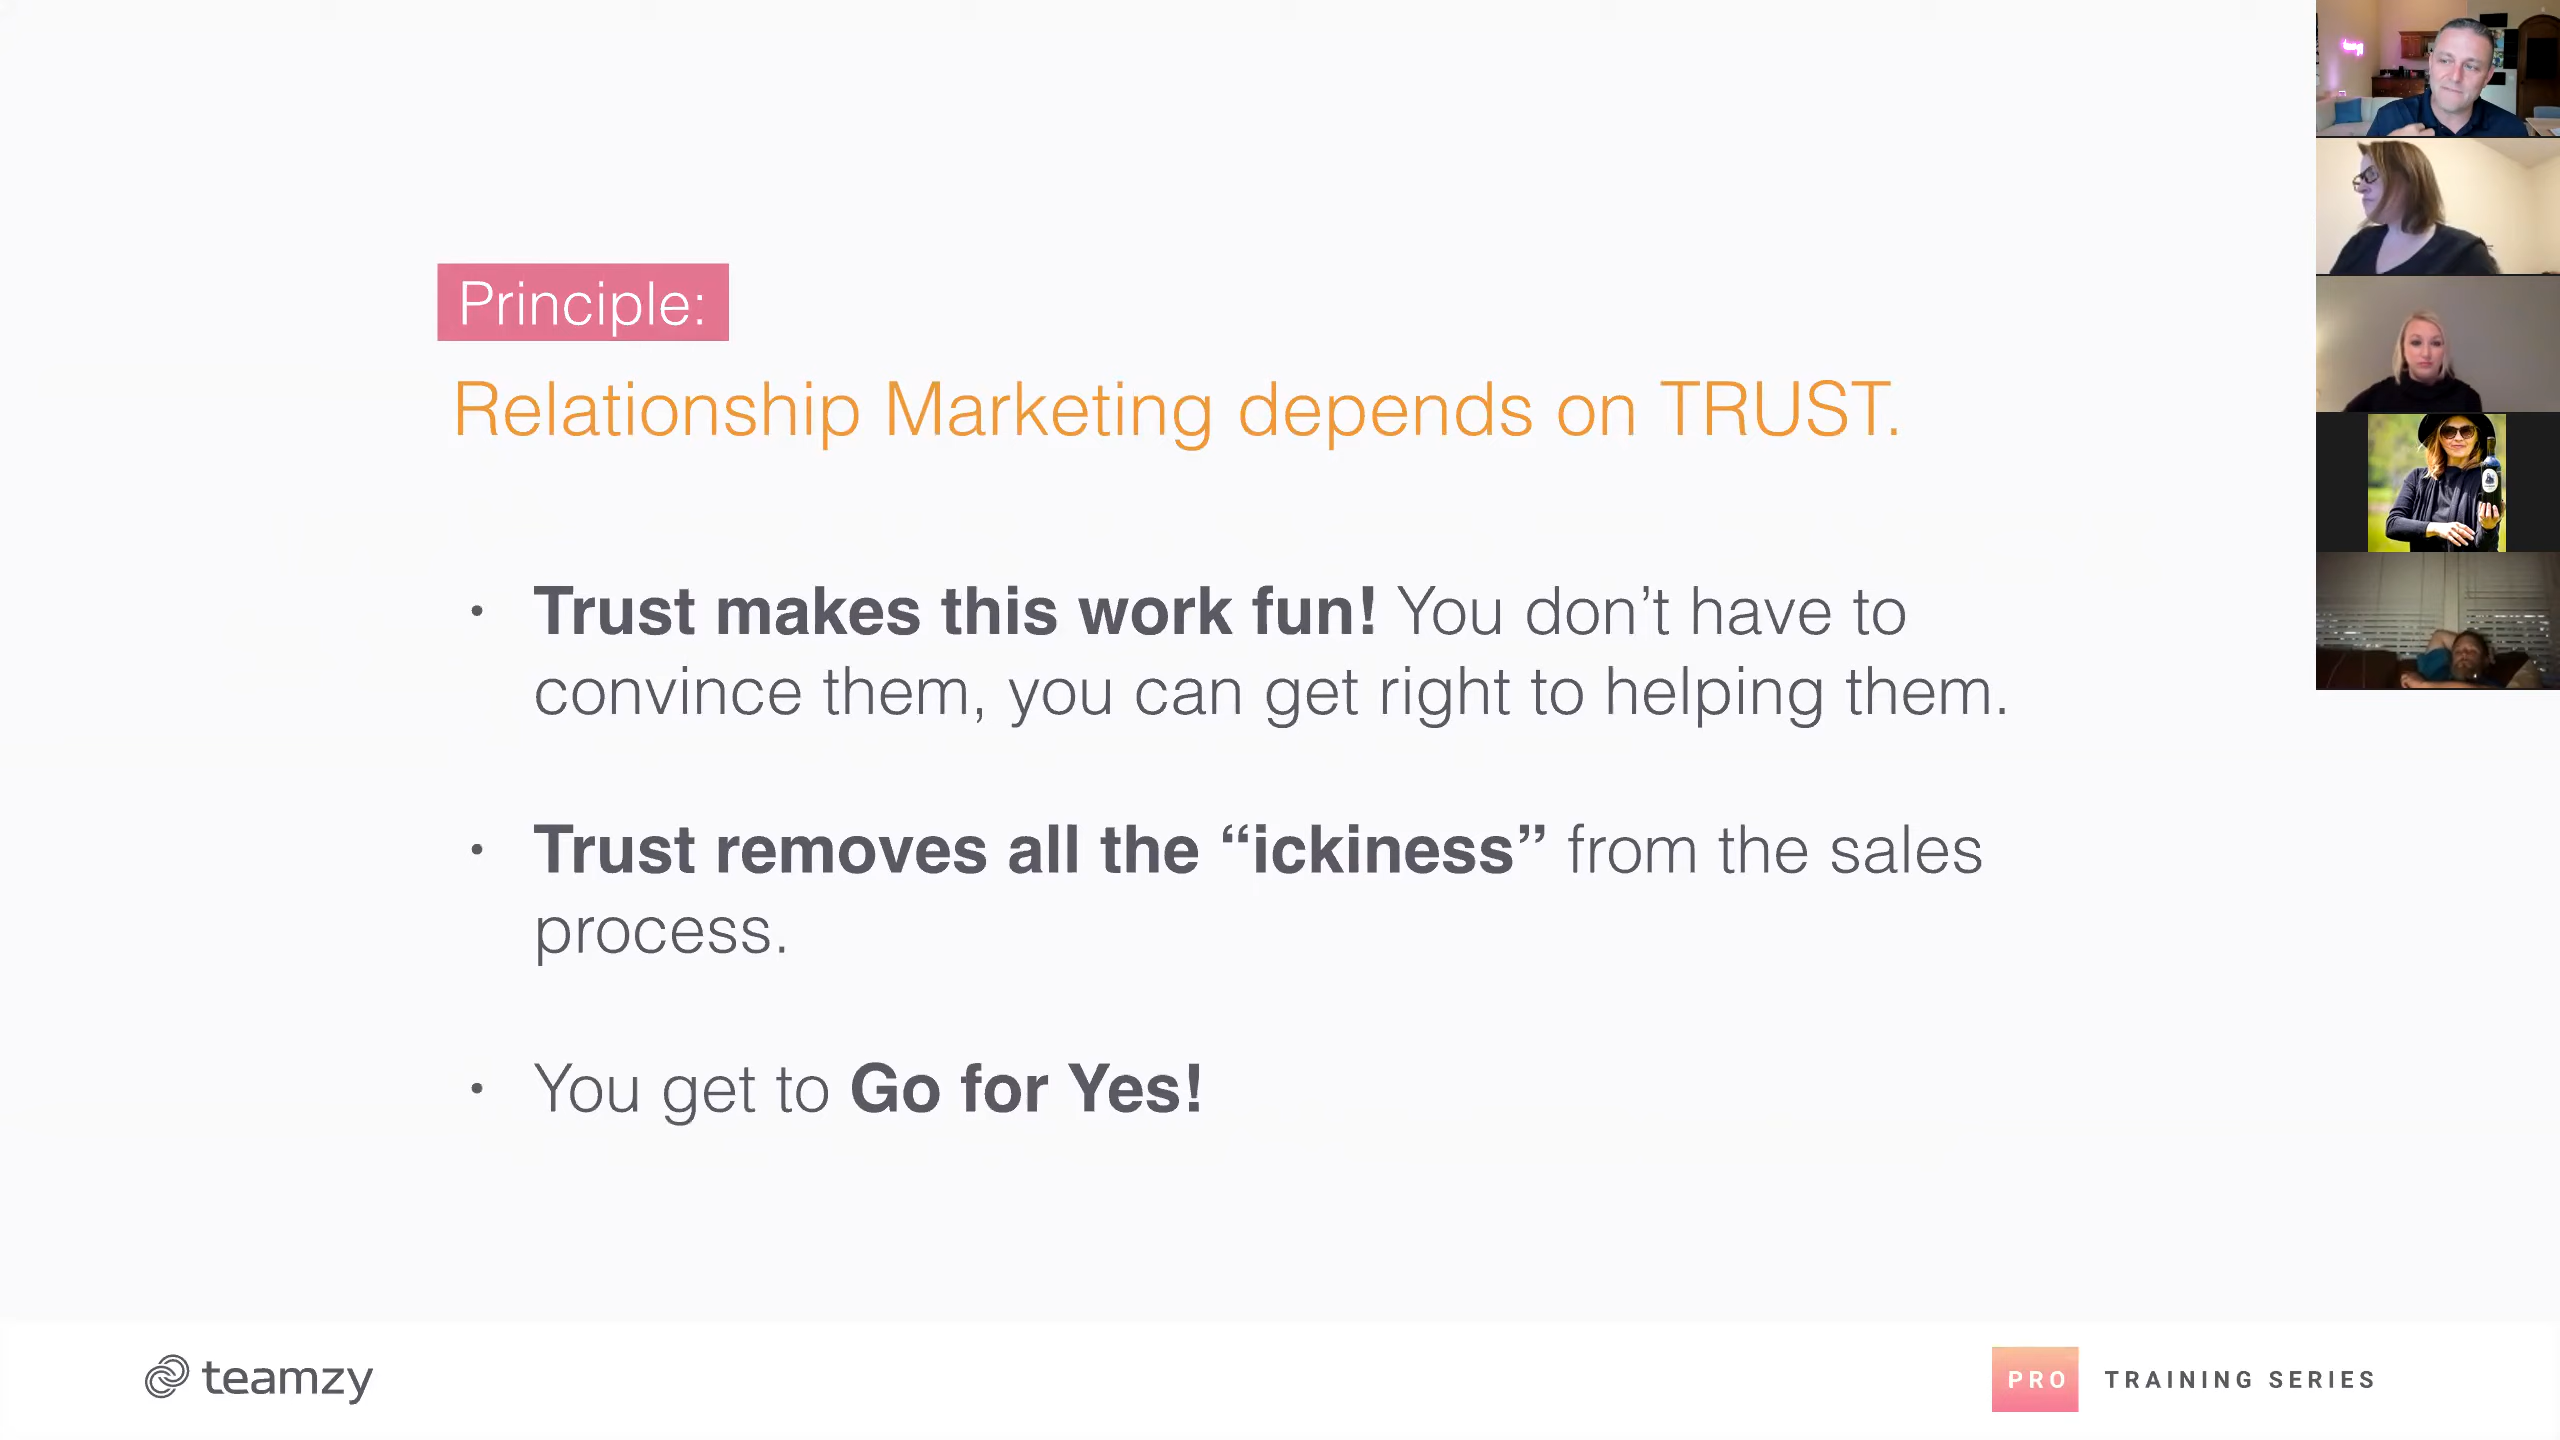 Principle:
Relationship Marketing depends on TRUST.
• Trust makes this work fun! You don’t have to
convince them, you can get right to helping them.
• Trust removes all the “ickiness” from the sales
process.
• You get to Go for Yes!
teamzy
PRO TRAINING SERIES